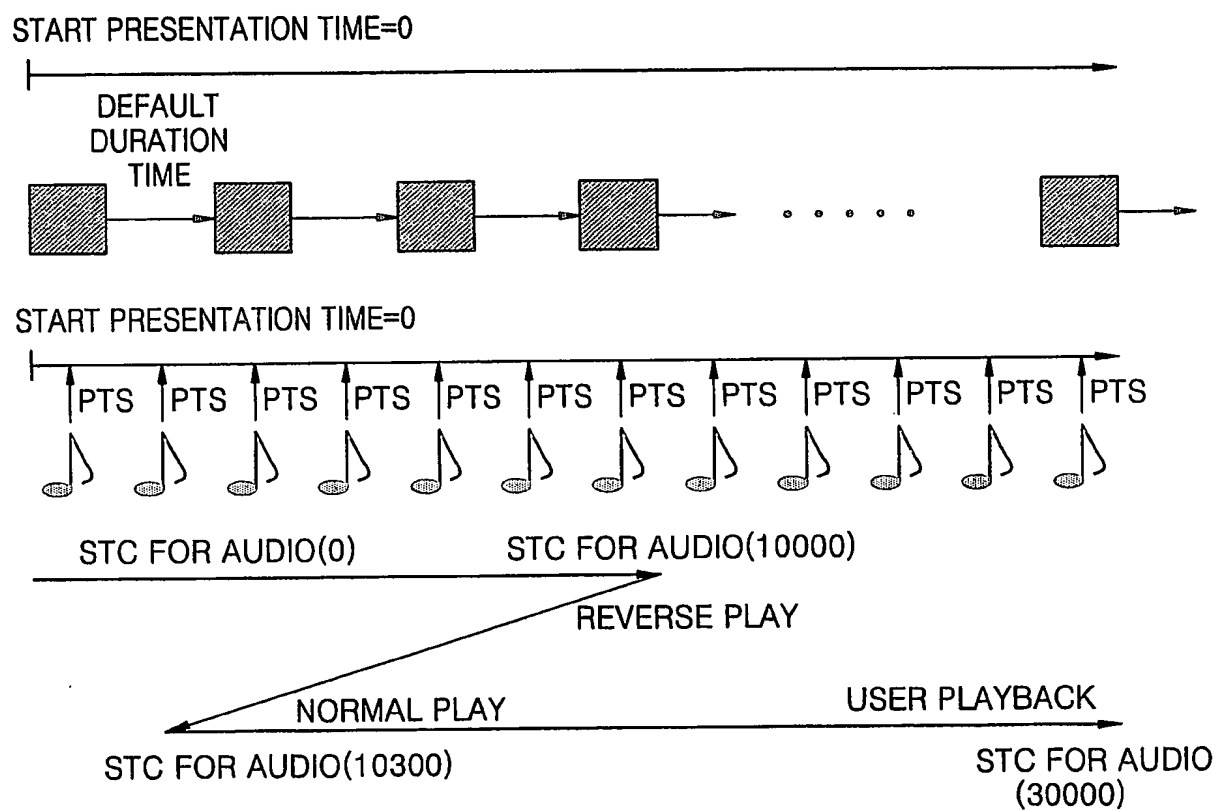 START PRESENTATION TIME=0
DEFAULT
DURATION
TIME
START PRESENTATION TIME=0
PTS PTS PTS PTS PTS PTS PTS PTS PTS PTS PTS PTS
STC FOR AUDIO(0) STC FOR AUDIO(10000)
REVERSE PLAY
NORMAL PLAY USER PLAYBACK
STC FOR AUDIO(10300) STC FOR AUDIO
(30000)